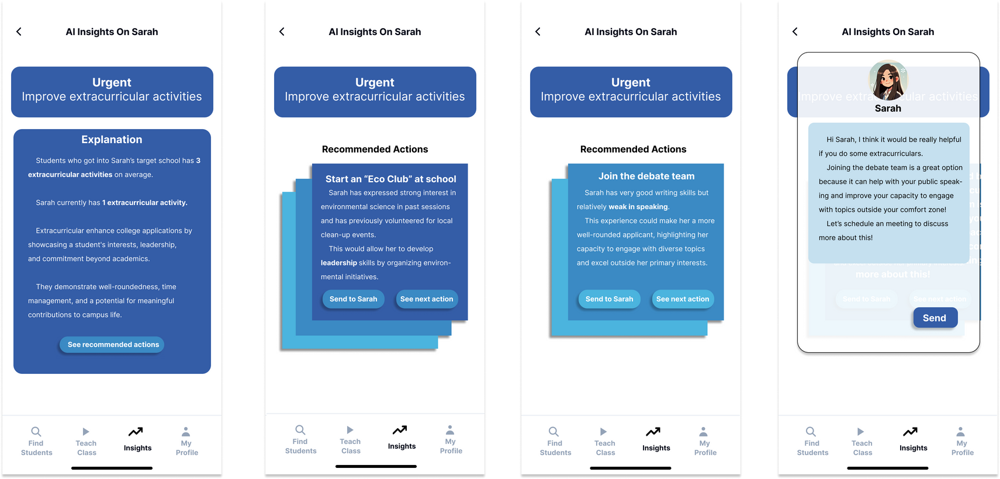 AI Insights On Sarah
Urgent
Improve extracurricular activities
Explanation
Students who got into Sarah's target school has 3
extracurricular activities on average.
Sarah currently has 1 extracurricular activity.
Extracurricular enhance college applications by
showcasing a student's interests, leadership,
and commitment beyond academics.
They demonstrate well-roundedness, time
management, and a potential for meaningful
contributions to campus life.
See recommended actions
Find
Students
Teach
Class
Insights
My
Profile
AI Insights On Sarah
Urgent
Improve extracurricular activities
Recommended Actions
Start an “Eco Club” at school
Sarah has expressed strong interest in
environmental science in past sessions
and has previously volunteered for local
clean-up events.
This would allow her to develop
leadership skills by organizing environ-
mental initiatives.
Send to Sarah
See next action
Find
Students
Teach
Class
Insights
My
Profile
AI Insights On Sarah
Urgent
Improve extracurricular activities
Recommended Actions
Join the debate team
Sarah has very good writing skills but
relatively weak in speaking.
This experience could make her a more
well-rounded applicant, highlighting her
capacity to engage with diverse topics
and excel outside her primary interests.
Send to Sarah
See next action
Find
Students
Teach
Class
Insights
My
Profile
AI Insights On Sarah
Improve extracurricular activities
Sarah
Hi Sarah, I think it would be really helpful
if you do some extracurriculars.
Joining the debate team is a great option
because it can help with your public speak-
ing and improve your capacity to engage
with topics outside your comfort zone!
Let's schedule an meeting to discuss
more about this!
more about this!
Send to Sarah
See next action
Send
Find
Students
Teach
Class
Insights
My
Profile